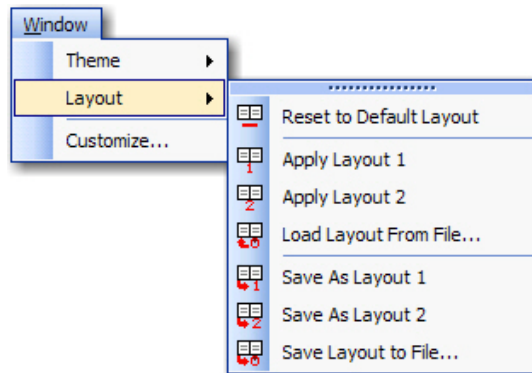 Window
Theme
Layout
Customize...
Reset to Default Layout
Apply Layout 1
Apply Layout 2
Load Layout From File...
Save As Layout 1
Save As Layout 2
Save Layout to File...